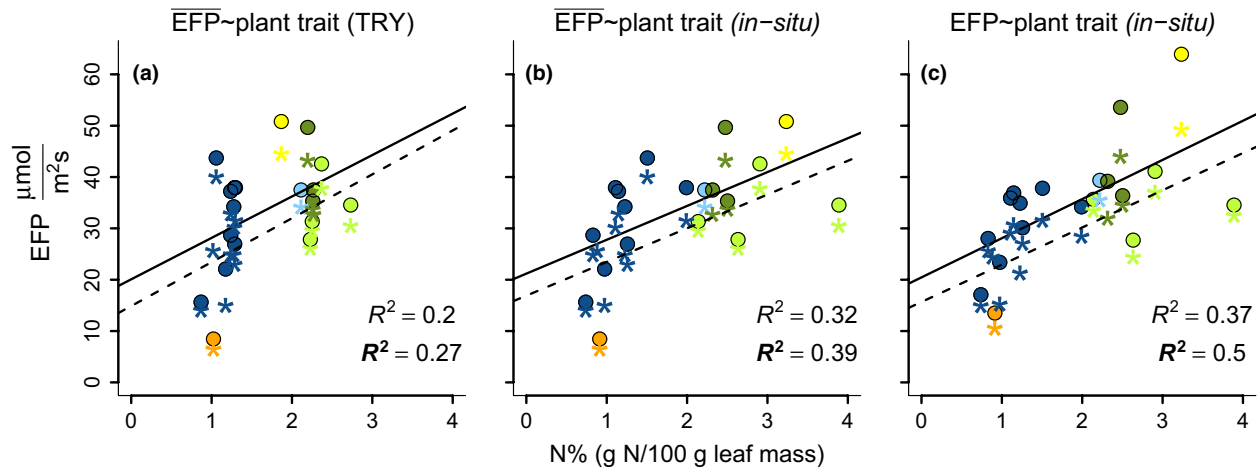 EFP~plant trait (TRY)
EFP~plant trait (in−situ)
EFP~plant trait (in−situ)
(a)
(b)
(c)
EFP μmol/m²s
60
50
40
30
20
10
0
R² = 0.2
R² = 0.27
R² = 0.32
R² = 0.39
R² = 0.37
R² = 0.5
0 1 2 3 4
0 1 2 3 4
0 1 2 3 4
N% (g N/100 g leaf mass)